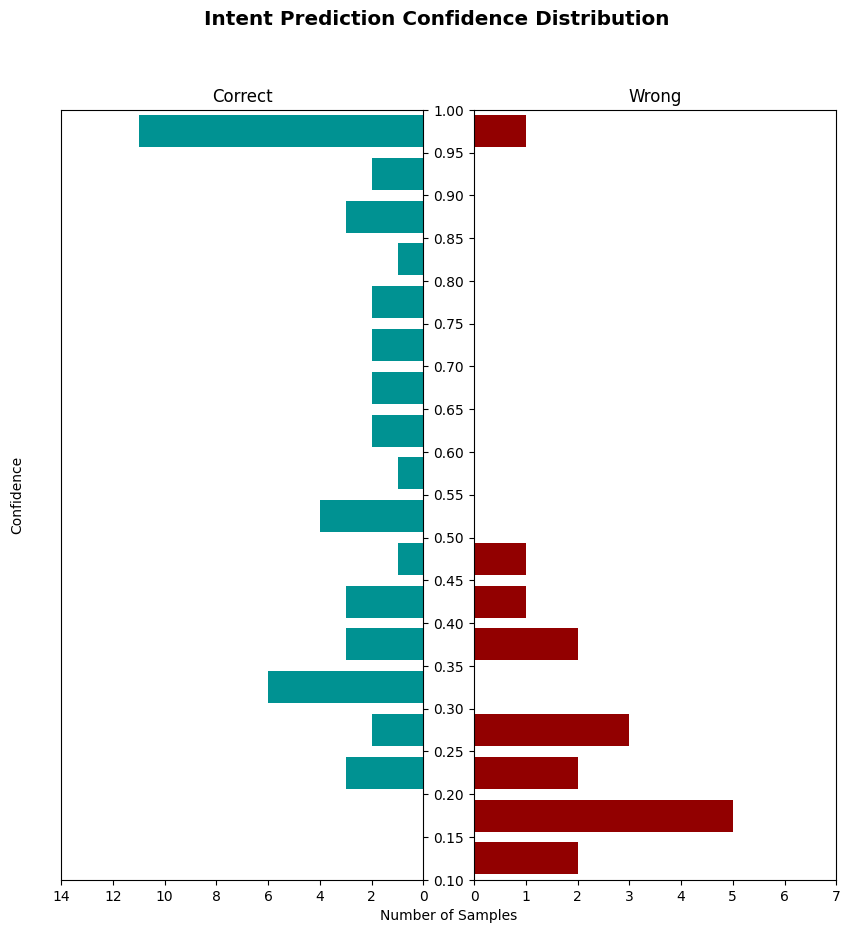 Intent Prediction Confidence Distribution
Correct
Wrong
1.00
0.95
0.90
0.85
0.80
0.75
0.70
0.65
0.60
0.55
0.50
0.45
0.40
0.35
0.30
0.25
0.20
0.15
0.10
Confidence
14 12 10 8 6 4 2 0
0 1 2 3 4 5 6 7
Number of Samples